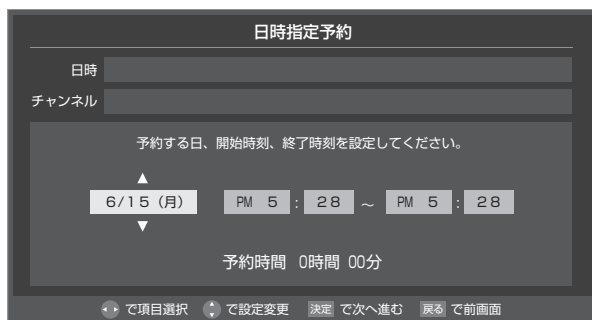 日時指定予約
日時
チャンネル
予約する日、開始時刻、終了時刻を設定してください。
▲
6/15（月） PM 5：28 ～ PM 5：28
▼
予約時間 0時間 00分
で項目選択 で設定変更 決定 で次へ進む 戻る で前画面